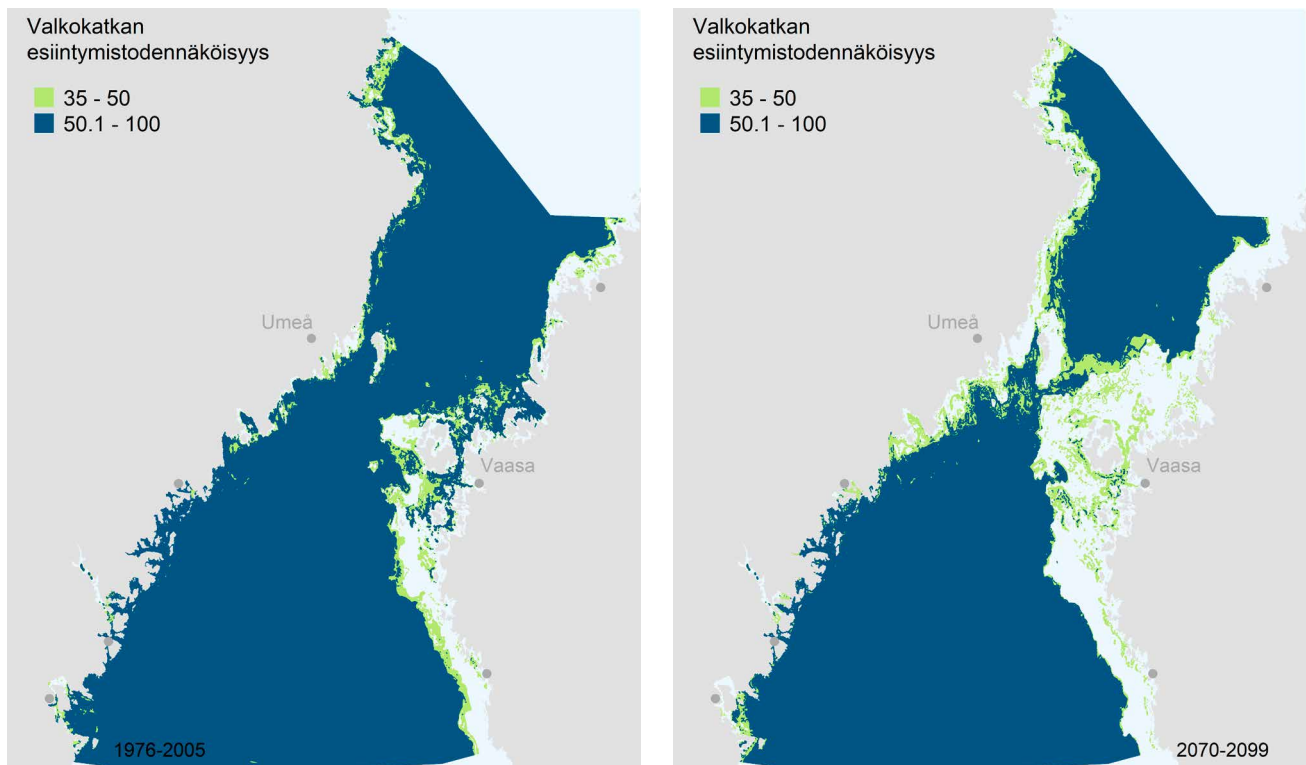 Valkokatkan
esiintymistodennäköisyys
35 - 50
50.1 - 100
Umeå
Vaasa
1976-2005
Valkokatkan
esiintymistodennäköisyys
35 - 50
50.1 - 100
Umeå
Vaasa
2070-2099